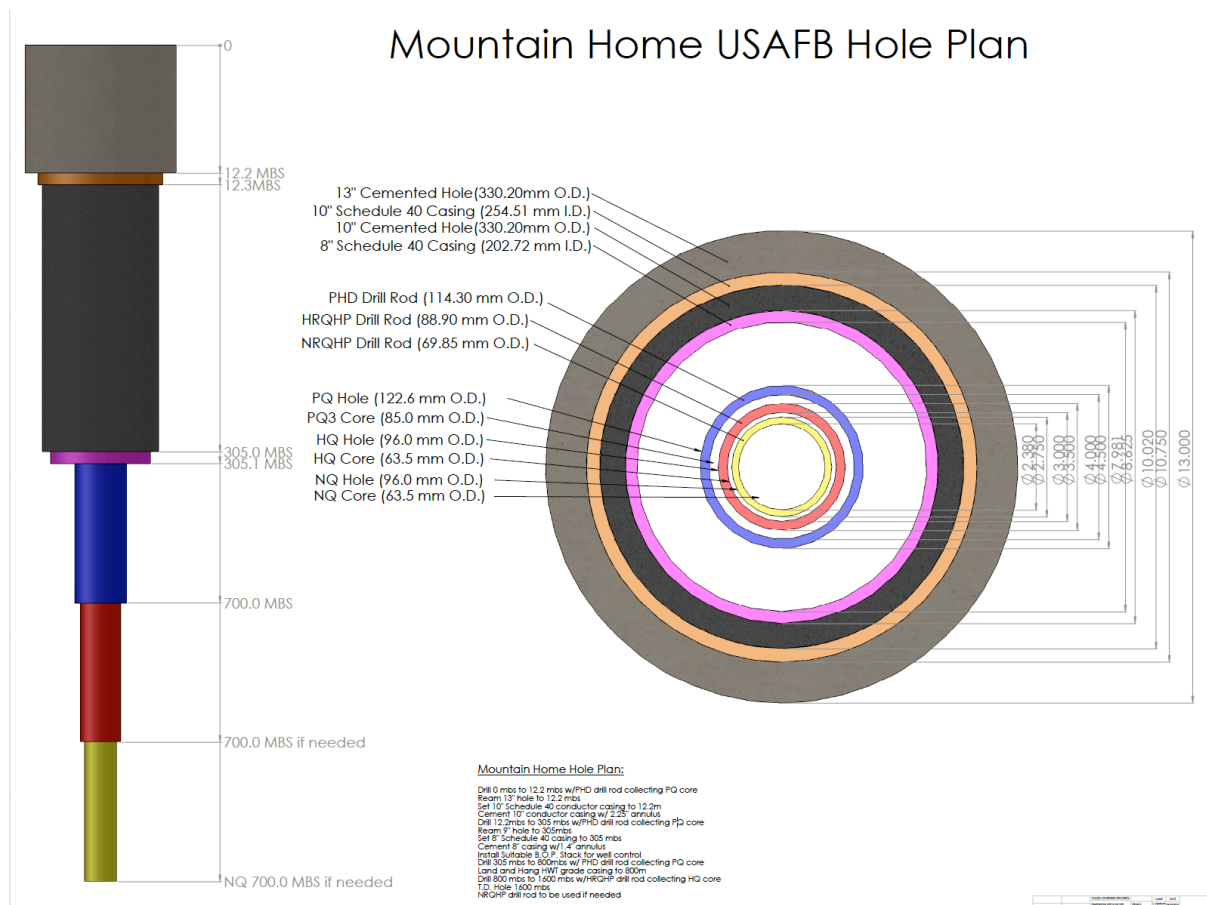 Mountain Home USAFB Hole Plan
0
12.2 MBS
12.3MBS
305.0 MBS
305.1 MBS
700.0 MBS
700.0 MBS if needed
NQ 700.0 MBS if needed
13" Cemented Hole(330.20mm O.D.)
10" Schedule 40 Casing (254.51 mm I.D.)
10" Cemented Hole(330.20mm O.D.)
8" Schedule 40 Casing (202.72 mm I.D.)
PHD Drill Rod (114.30 mm O.D.)
HRQHP Drill Rod (88.90 mm O.D.)
NRQHP Drill Rod (69.85 mm O.D.)
PQ Hole (122.6 mm O.D.)
PQ3 Core (85.0 mm O.D.)
HQ Hole (96.0 mm O.D.)
HQ Core (63.5 mm O.D.)
NQ Hole (96.0 mm O.D.)
NQ Core (63.5 mm O.D.)
Ø 2.380
Ø 2.750
Ø 3.000
Ø 3.500
Ø 4.000
Ø 4.500
Ø 7.981
Ø 8.625
Ø 10.020
Ø 10.750
Ø 13.000
Mountain Home Hole Plan:
Drill 0 mbs to 12.2 mbs w/PHD drill rod collecting PQ core
Ream 13" hole to 12.2 mbs
Set 10" Schedule 40 conductor casing to 12.2m
Cement 10" conductor casing w/ 2.25" annulus
Drill 12.2mbs to 305 mbs w/PHD drill rod collecting PQ core
Ream 9" hole to 305mbs
Set 8" Schedule 40 casing to 305 mbs
Cement 8" casing w/1.4" annulus
Install Suitable B.O.P. Stack for well control
Drill 305 mbs to 800mbs w/ PHD drill rod collecting PQ core
Land and Hang HWT grade casing to 800m
Drill 800 mbs to 1600 mbs w/HRQHP drill rod collecting HQ core
T.D. Hole 1600 mbs
NRQHP drill rod to be used if needed